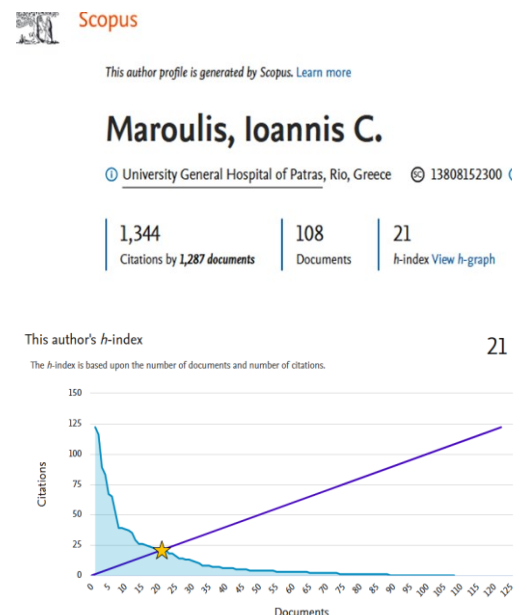 Scopus
This author profile is generated by Scopus. Learn more
Maroulis, Ioannis C.
University General Hospital of Patras, Rio, Greece SC 13808152300
1,344 108 21
Citations by 1,287 documents Documents h-index View h-graph
This author's h-index 21
The h-index is based upon the number of documents and number of citations.
150
125
100
75
50
25
0
Citations
0 5 10 15 20 25 30 35 40 45 50 55 60 65 70 75 80 85 90 95 100 105 110 115 120 125
Documents